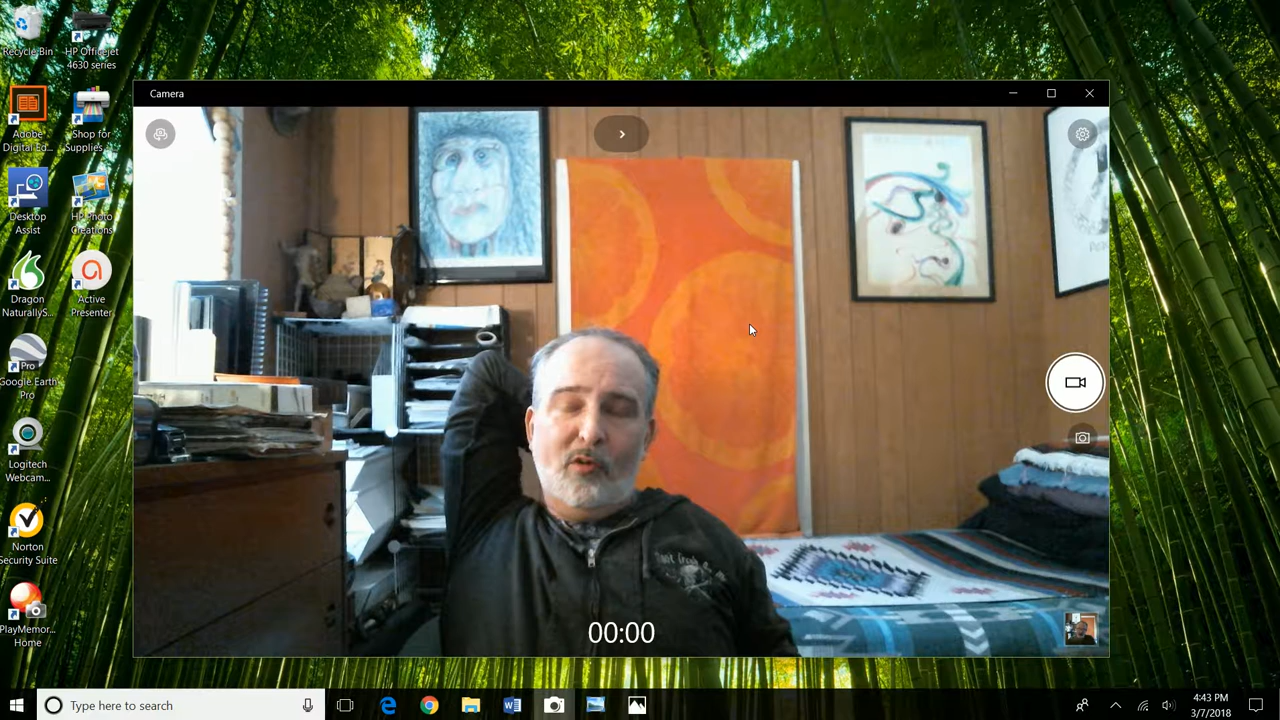 Recycle Bin
HP Officejet
4630 series
Adobe
Digital Ed...
Shop for
Supplies
Desktop
Assist
HP Photo
Creations
Dragon
NaturallyS...
Active
Presenter
Pro
Google Earth
Pro
Logitech
Webcam...
Norton
Security Suite
PlayMemor...
Home
Camera
00:00
Type here to search
4:43 PM
3/7/2018